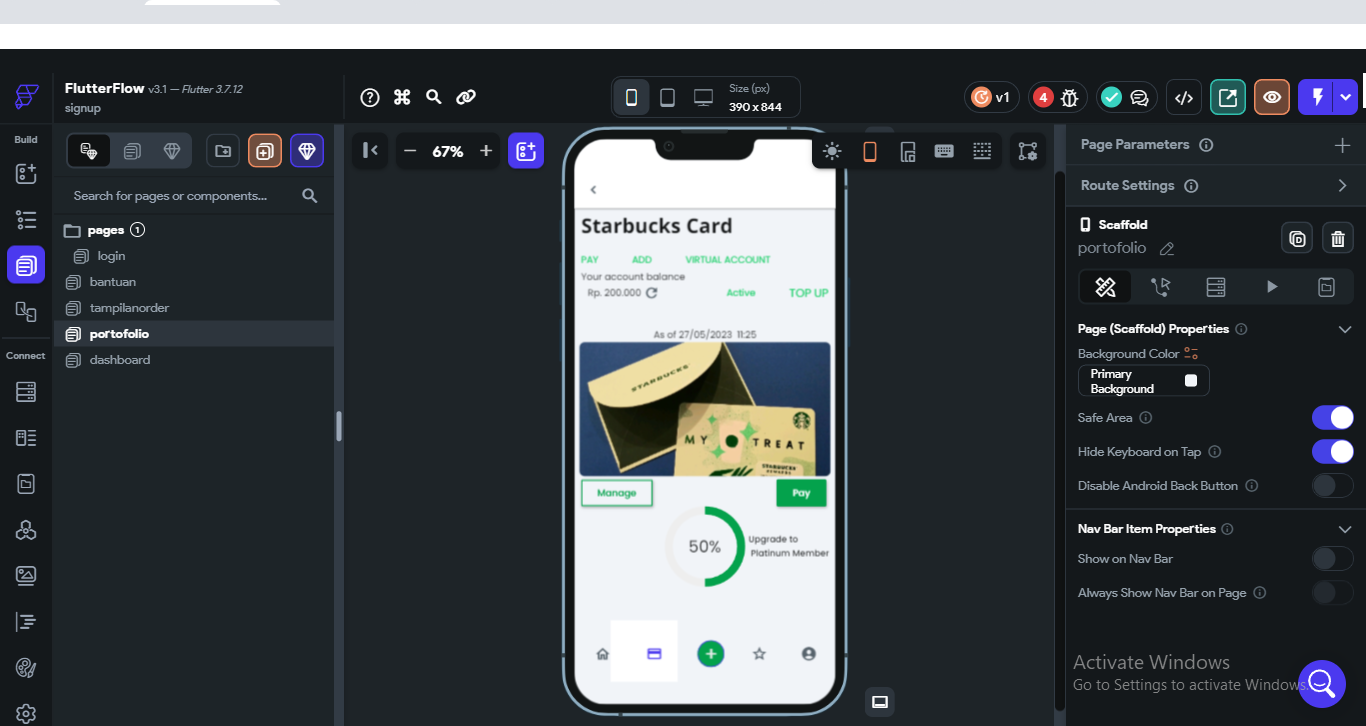 FlutterFlow v3.1 — Flutter 3.7.12
signup
Size (px)
390 x 844
v1
4
Build
67%
Page Parameters
Search for pages or components...
Route Settings
pages 1
login
bantuan
tampilanorder
portofolio
dashboard
Connect
Starbucks Card
PAY ADD VIRTUAL ACCOUNT
Your account balance
Rp. 200.000 Active TOP UP
As of 27/05/2023 11:25
STARBUCKS
MY TREAT
STARBUCKS
REWARDS
Manage Pay
50%
Upgrade to
Platinum Member
Scaffold
portofolio
Page (Scaffold) Properties
Background Color
Primary
Background
Safe Area
Hide Keyboard on Tap
Disable Android Back Button
Nav Bar Item Properties
Show on Nav Bar
Always Show Nav Bar on Page
Activate Windows
Go to Settings to activate Windows.